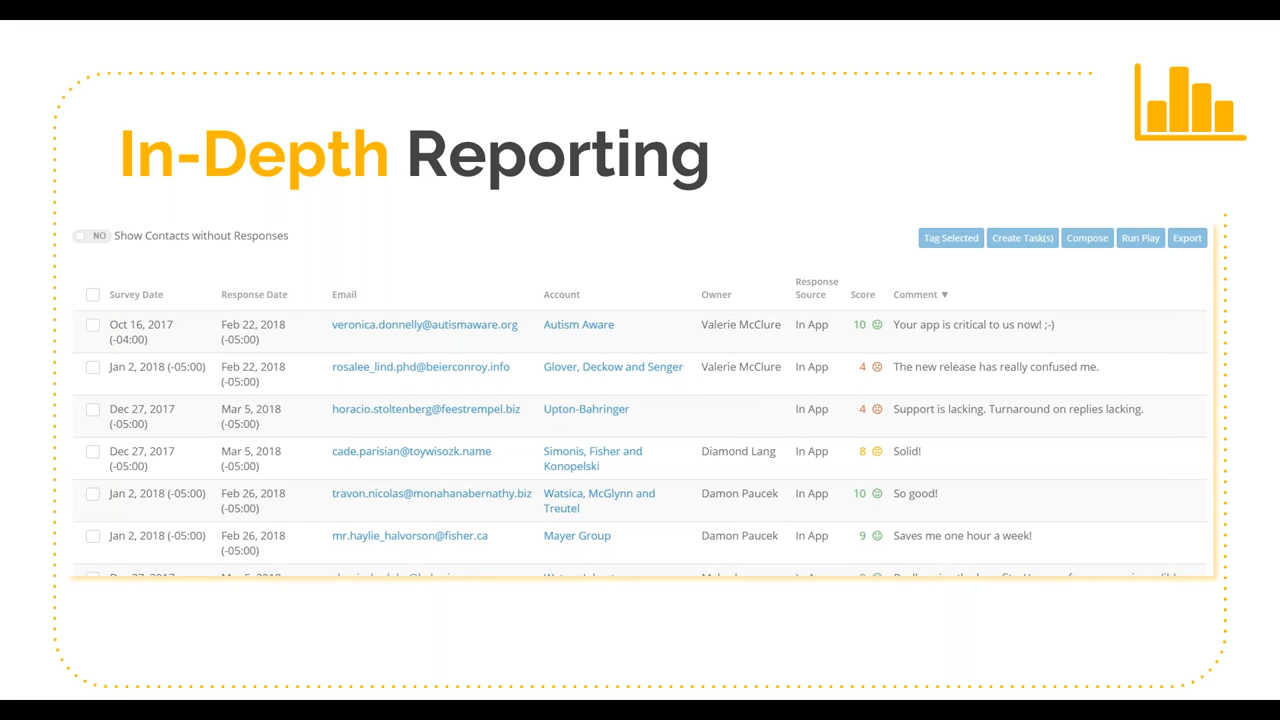 In-Depth Reporting
NO Show Contacts without Responses
Tag Selected Create Task(s) Compose Run Play Export
Survey Date Response Date Email Account Owner Response Source Score Comment ▼
Oct 16, 2017 (-04:00) Feb 22, 2018 (-05:00) veronica.donnelly@autismaware.org Autism Aware Valerie McClure In App 10 Your app is critical to us now! ;-)
Jan 2, 2018 (-05:00) Feb 22, 2018 (-05:00) rosalee_lind.phd@beierconroy.info Glover, Deckow and Senger Valerie McClure In App 4 The new release has really confused me.
Dec 27, 2017 (-05:00) Mar 5, 2018 (-05:00) horacio.stoltenberg@feestrempel.biz Upton-Bahringer In App 4 Support is lacking. Turnaround on replies lacking.
Dec 27, 2017 (-05:00) Mar 5, 2018 (-05:00) cade.parisian@toywisozk.name Simonis, Fisher and Konopelski Diamond Lang In App 8 Solid!
Jan 2, 2018 (-05:00) Feb 26, 2018 (-05:00) travon.nicolas@monahanabernathy.biz Watsica, McGlynn and Treutel Damon Paucek In App 10 So good!
Jan 2, 2018 (-05:00) Feb 26, 2018 (-05:00) mr.haylie_halvorson@fisher.ca Mayer Group Damon Paucek In App 9 Saves me one hour a week!